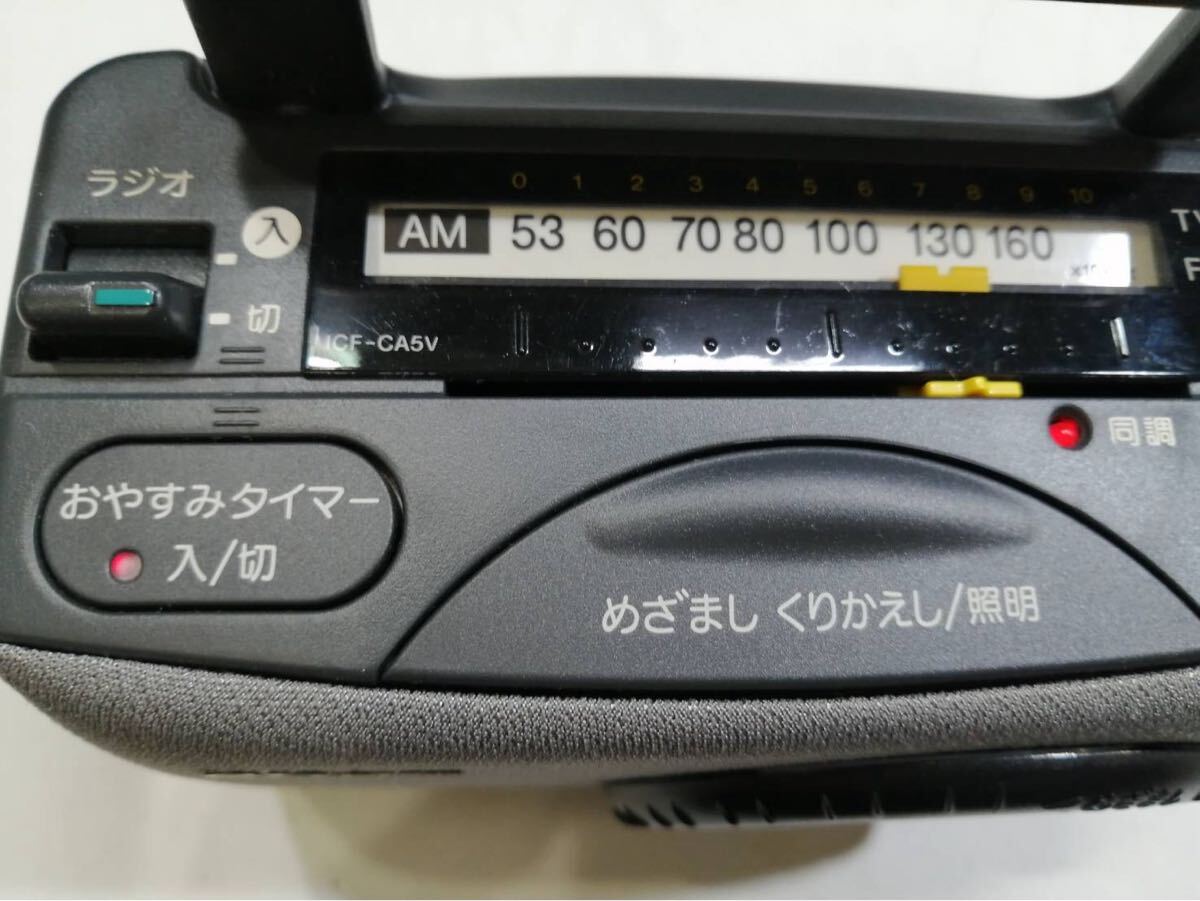 ラジオ
入
切
0 1 2 3 4 5 6 7 8 9 10
AM 53 60 70 80 100 130 160
ICF-CA5V
同調
おやすみタイマー
入/切
めざまし くりかえし/照明